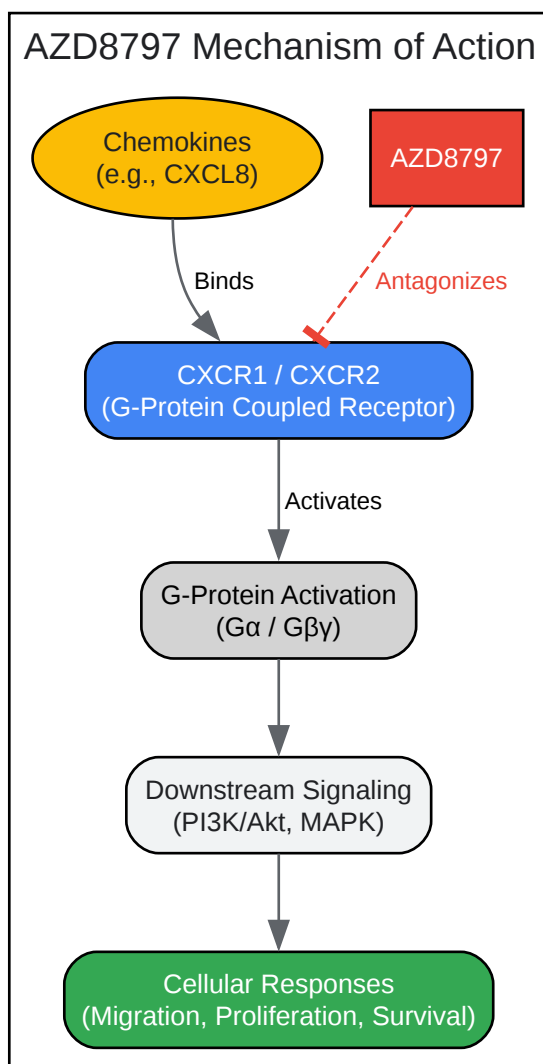 AZD8797 Mechanism of Action
Chemokines
(e.g., CXCL8)
AZD8797
Binds
Antagonizes
CXCR1 / CXCR2
(G-Protein Coupled Receptor)
Activates
G-Protein Activation
(Gα / Gβγ)
Downstream Signaling
(PI3K/Akt, MAPK)
Cellular Responses
(Migration, Proliferation, Survival)